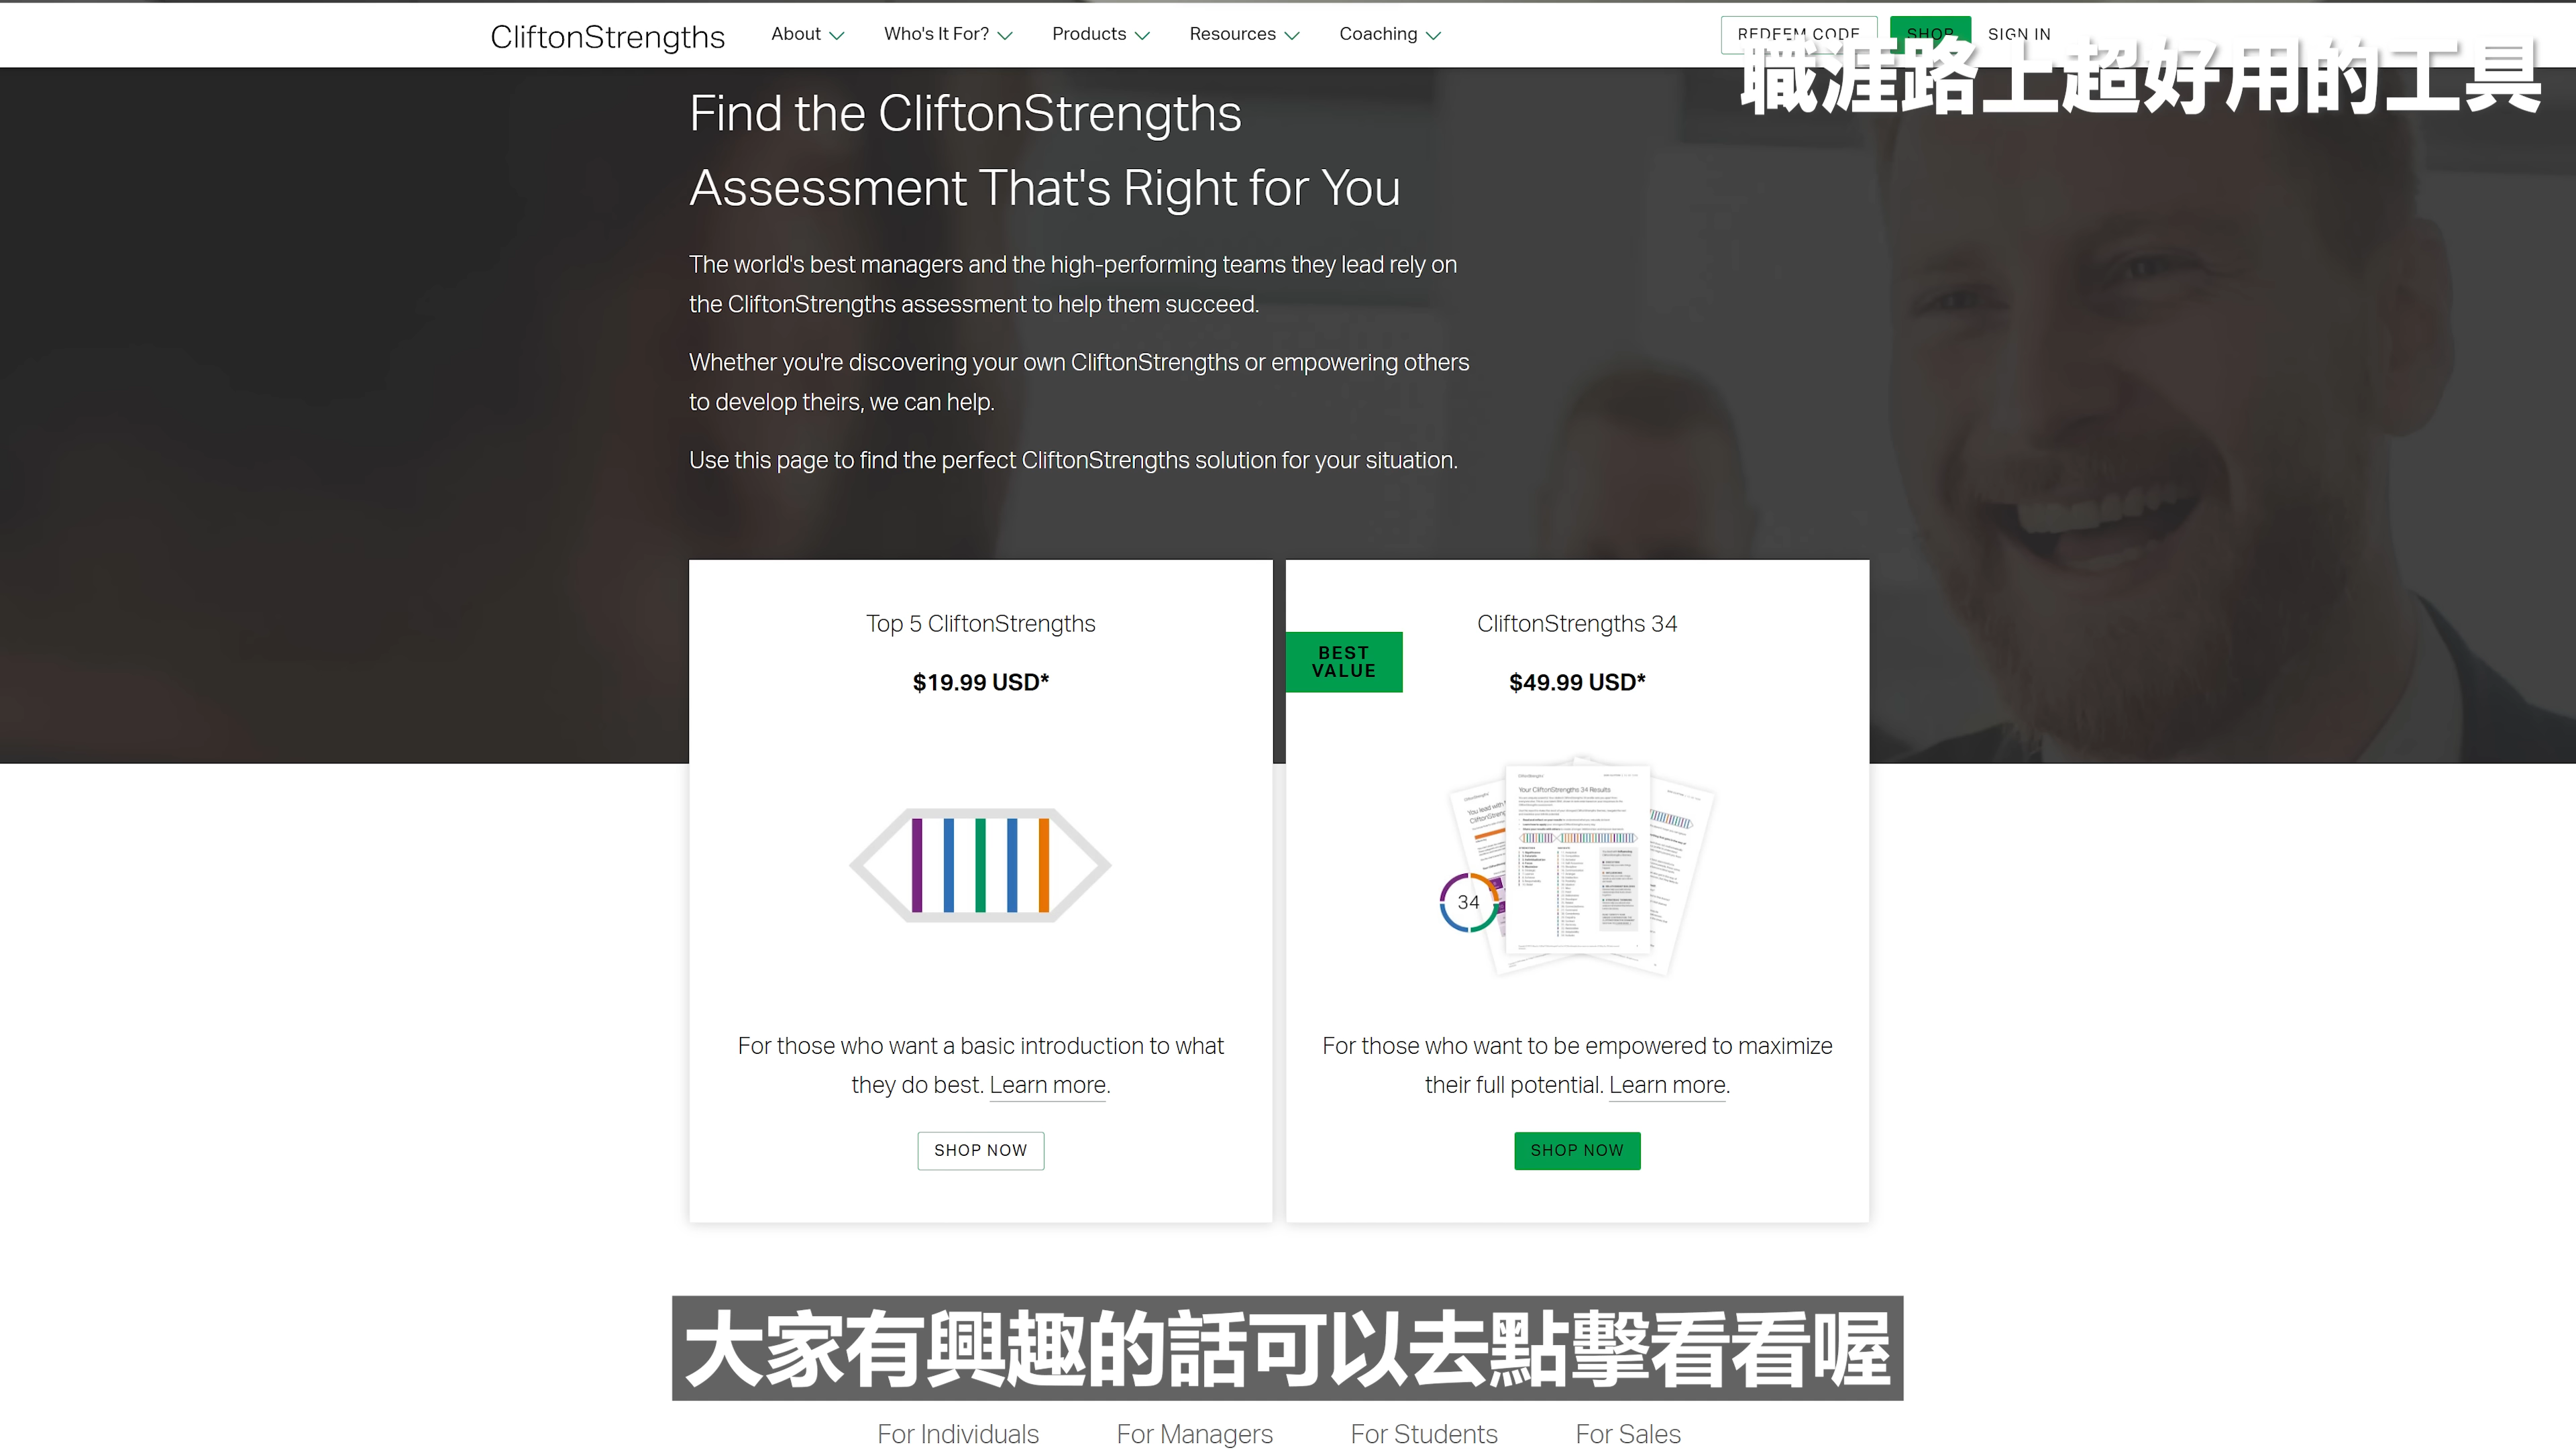 CliftonStrengths
About
Who's It For?
Products
Resources
Coaching
REDEEM CODE
SHOP
SIGN IN
職涯路上超好用的工具
Find the CliftonStrengths
Assessment That's Right for You
The world's best managers and the high-performing teams they lead rely on
the CliftonStrengths assessment to help them succeed.
Whether you're discovering your own CliftonStrengths or empowering others
to develop theirs, we can help.
Use this page to find the perfect CliftonStrengths solution for your situation.
Top 5 CliftonStrengths
$19.99 USD*
For those who want a basic introduction to what
they do best. Learn more.
SHOP NOW
BEST
VALUE
CliftonStrengths 34
$49.99 USD*
Your CliftonStrengths 34 Results
34
For those who want to be empowered to maximize
their full potential. Learn more.
SHOP NOW
大家有興趣的話可以去點擊看看喔
For Individuals
For Managers
For Students
For Sales